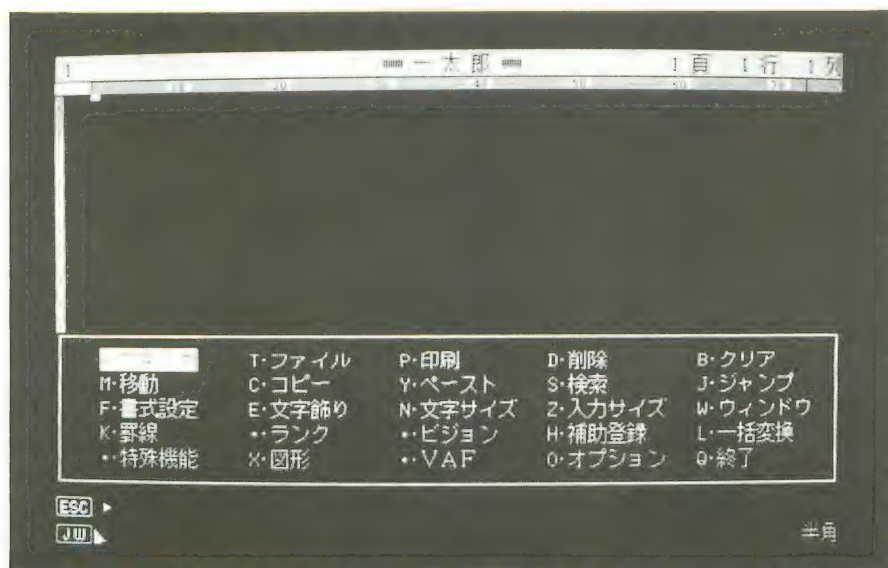 1 一太郎 1頁 1行 1列
T・ファイル P・印刷 D・削除 B・クリア
M・移動 C・コピー Y・ペースト S・検索 J・ジャンプ
F・書式設定 E・文字飾り N・文字サイズ Z・入力サイズ W・ウィンドウ
K・罫線 ・・ランク ・・ビジョン H・補助登録 L・一括変換
・・特殊機能 X・図形 ・・VAF O・オプション Q・終了
ESC
JW 半角